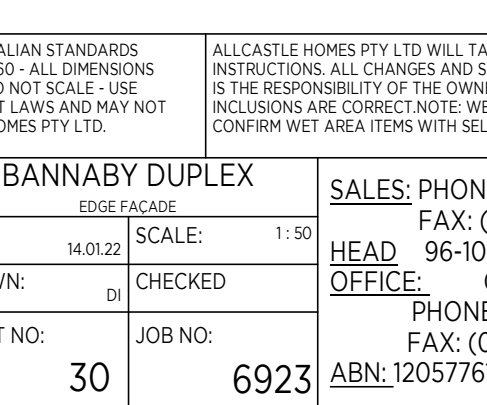 ALIAN STANDARDS
60 - ALL DIMENSIONS
NOT SCALE - USE
LAWS AND MAY NOT
OMES PTY LTD.
ALLCASTLE HOMES PTY LTD WILL TA
INSTRUCTIONS. ALL CHANGES AND S
IS THE RESPONSIBILITY OF THE OWN
INCLUSIONS ARE CORRECT.NOTE: WE
CONFIRM WET AREA ITEMS WITH SEL
BANNABY DUPLEX
EDGE FAÇADE
14.01.22
SCALE: 1 : 50
DI
CHECKED
NO:
30
JOB NO:
6923
SALES: PHON
FAX: (
HEAD 96-10
OFFICE:
PHONE
FAX: (0
ABN: 1205776